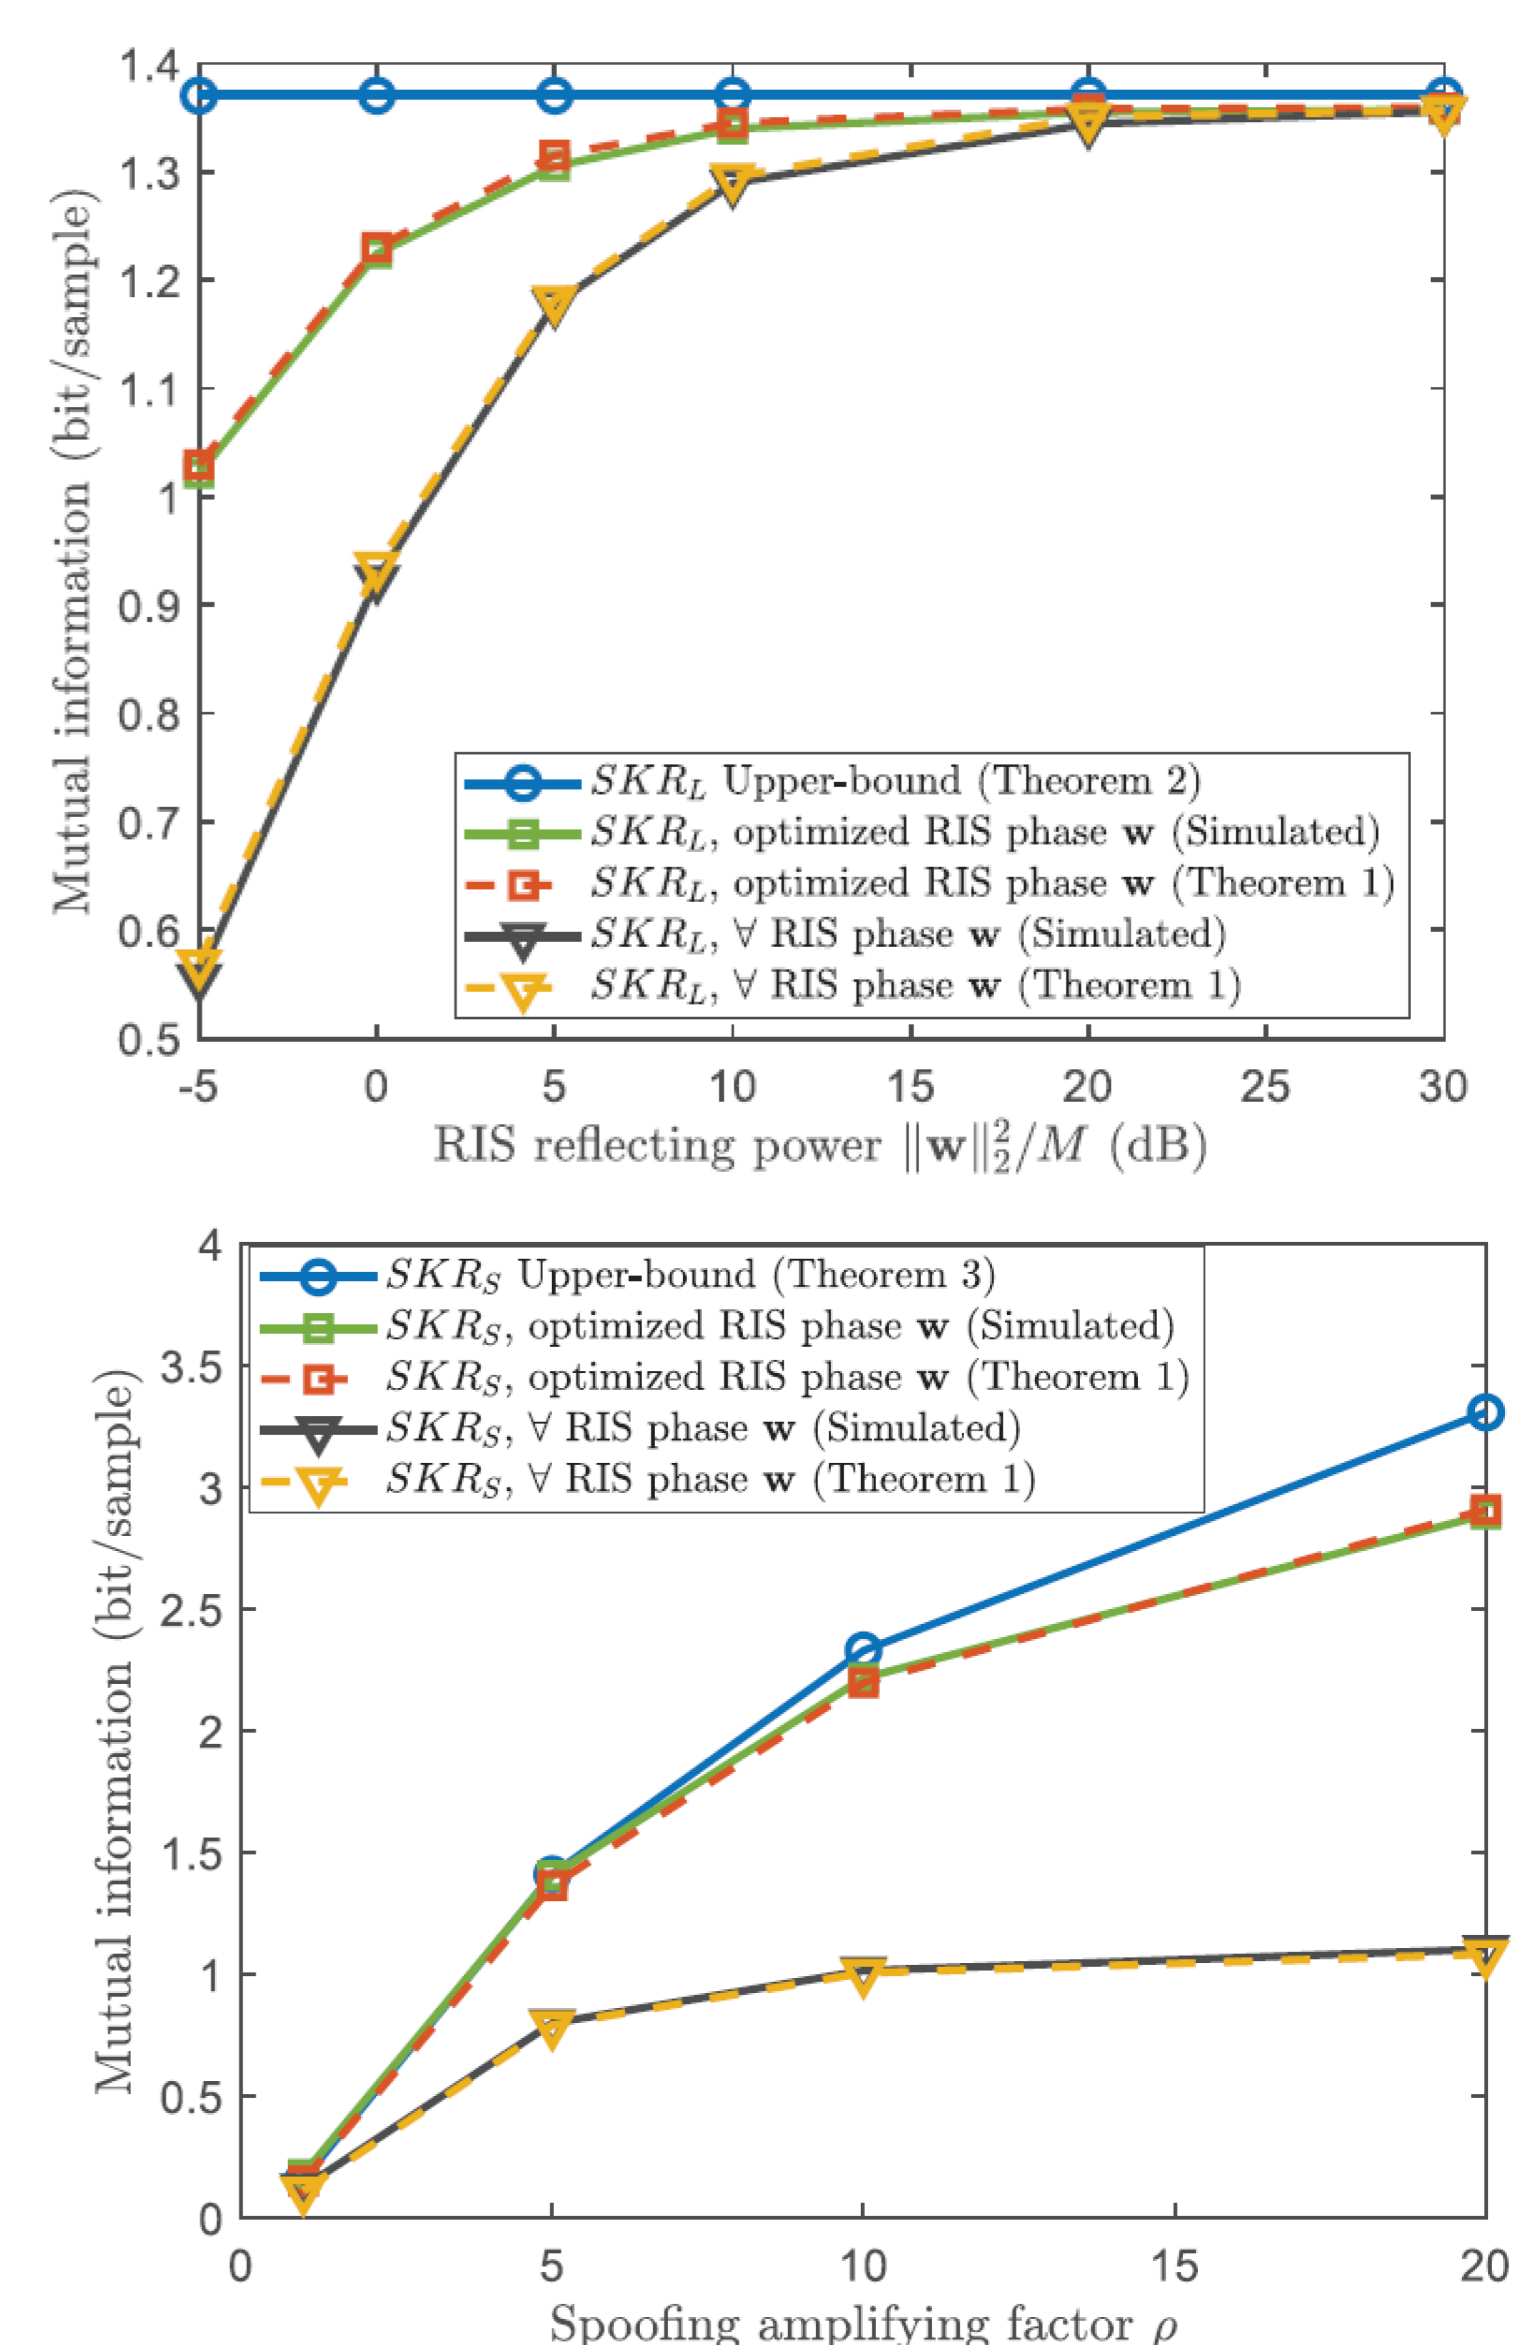 1.4
1.3
1.2
1.1
1
0.9
0.8
0.7
0.6
0.5
Mutual information (bit/sample)
SKR_L Upper-bound (Theorem 2)
SKR_L, optimized RIS phase w (Simulated)
SKR_L, optimized RIS phase w (Theorem 1)
SKR_L, ∀ RIS phase w (Simulated)
SKR_L, ∀ RIS phase w (Theorem 1)
-5 0 5 10 15 20 25 30
RIS reflecting power ‖w‖₂²/M (dB)
4
3.5
3
2.5
2
1.5
1
0.5
0
Mutual information (bit/sample)
SKR_S Upper-bound (Theorem 3)
SKR_S, optimized RIS phase w (Simulated)
SKR_S, optimized RIS phase w (Theorem 1)
SKR_S, ∀ RIS phase w (Simulated)
SKR_S, ∀ RIS phase w (Theorem 1)
0 5 10 15 20
Spoofing amplifying factor ρ